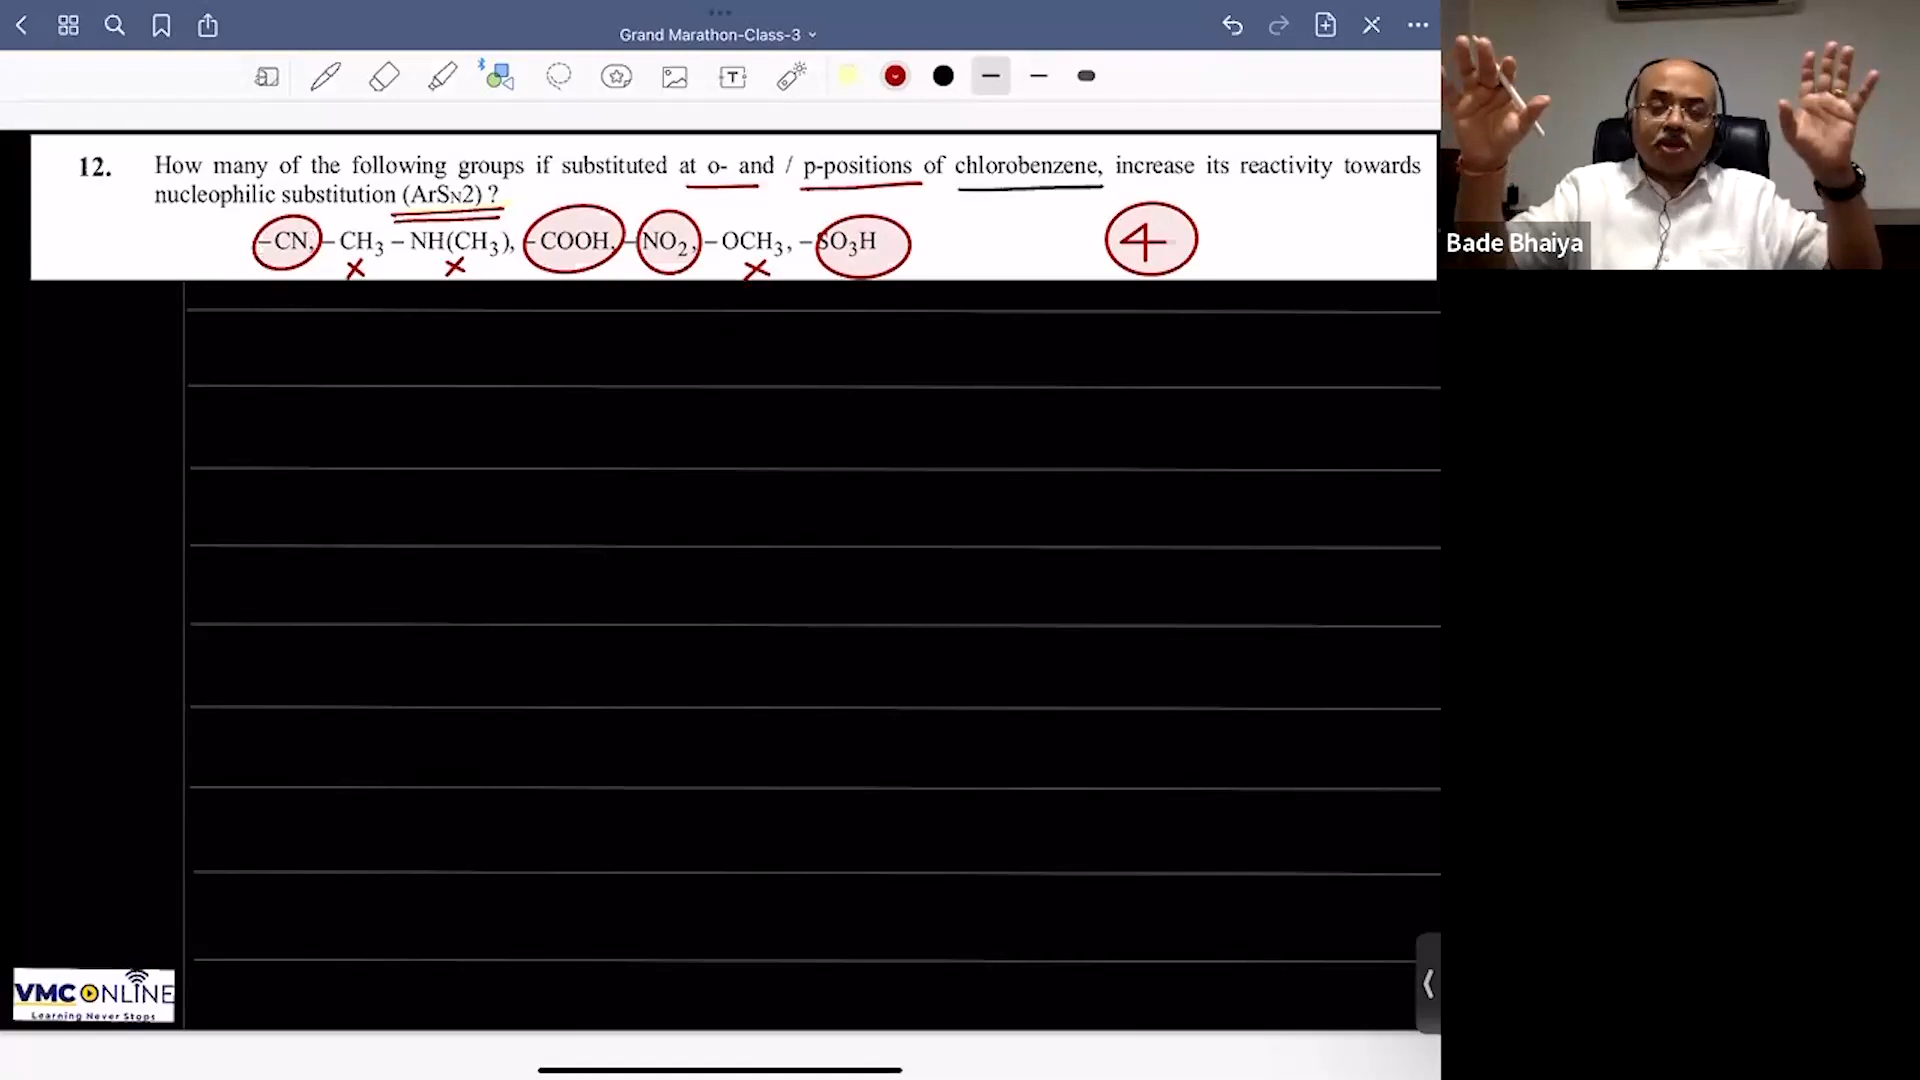 Grand Marathon-Class-3
12. How many of the following groups if substituted at o- and / p-positions of chlorobenzene, increase its reactivity towards
nucleophilic substitution (ArSN2) ?
–CN, –CH3 –NH(CH3), –COOH, –NO2, –OCH3, –SO3H 4
Bade Bhaiya
VMC ONLINE
Learning Never Stops